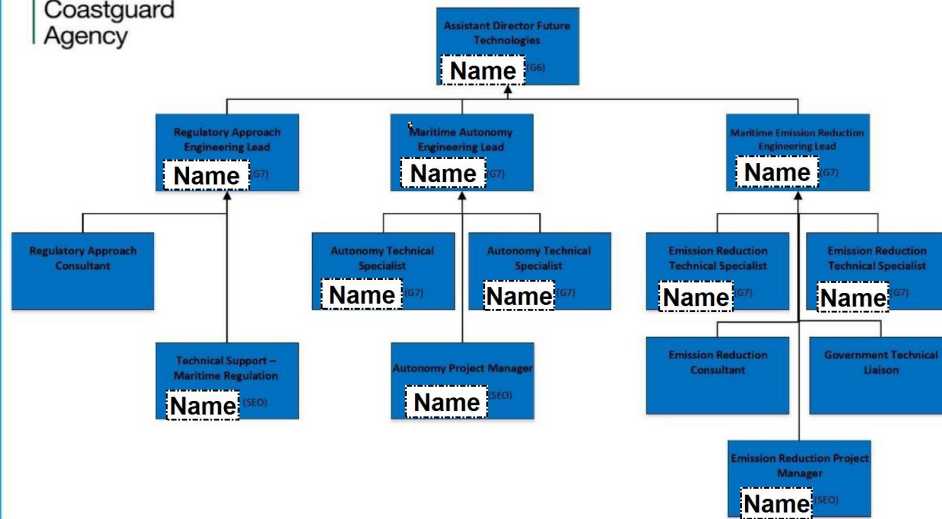 Coastguard
Agency
Assistant Director Future
Technologies
Name (G6)
Regulatory Approach
Engineering Lead
Name (G7)
Maritime Autonomy
Engineering Lead
Name (G7)
Maritime Emission Reduction
Engineering Lead
Name (G7)
Regulatory Approach
Consultant
Autonomy Technical
Specialist
Name (G7)
Autonomy Technical
Specialist
Name (G7)
Emission Reduction
Technical Specialist
Name (G7)
Emission Reduction
Technical Specialist
Name (G7)
Technical Support –
Maritime Regulation
Name (SEO)
Autonomy Project Manager
Name (SEO)
Emission Reduction
Consultant
Government Technical
Liaison
Emission Reduction Project
Manager
Name (SEO)